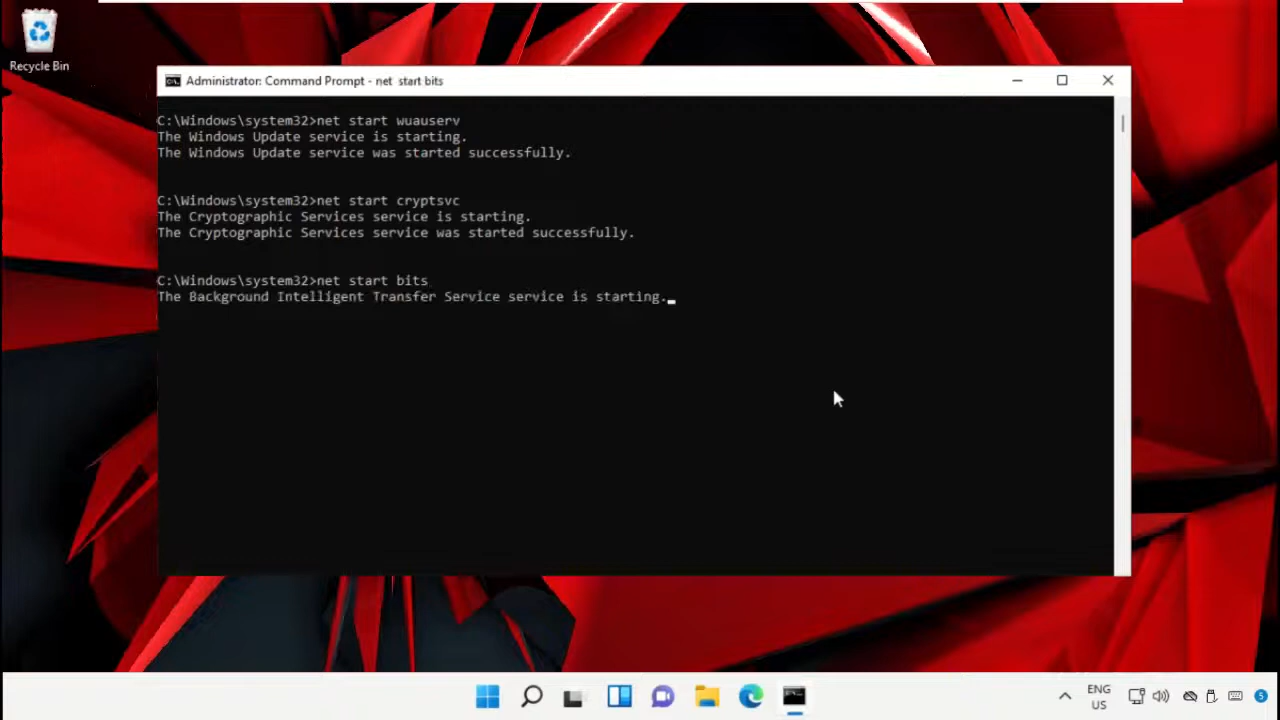 Recycle Bin
Administrator: Command Prompt - net  start bits
C:\Windows\system32>net start wuauserv
The Windows Update service is starting.
The Windows Update service was started successfully.
C:\Windows\system32>net start cryptsvc
The Cryptographic Services service is starting.
The Cryptographic Services service was started successfully.
C:\Windows\system32>net start bits
The Background Intelligent Transfer Service service is starting.
ENG
US
5